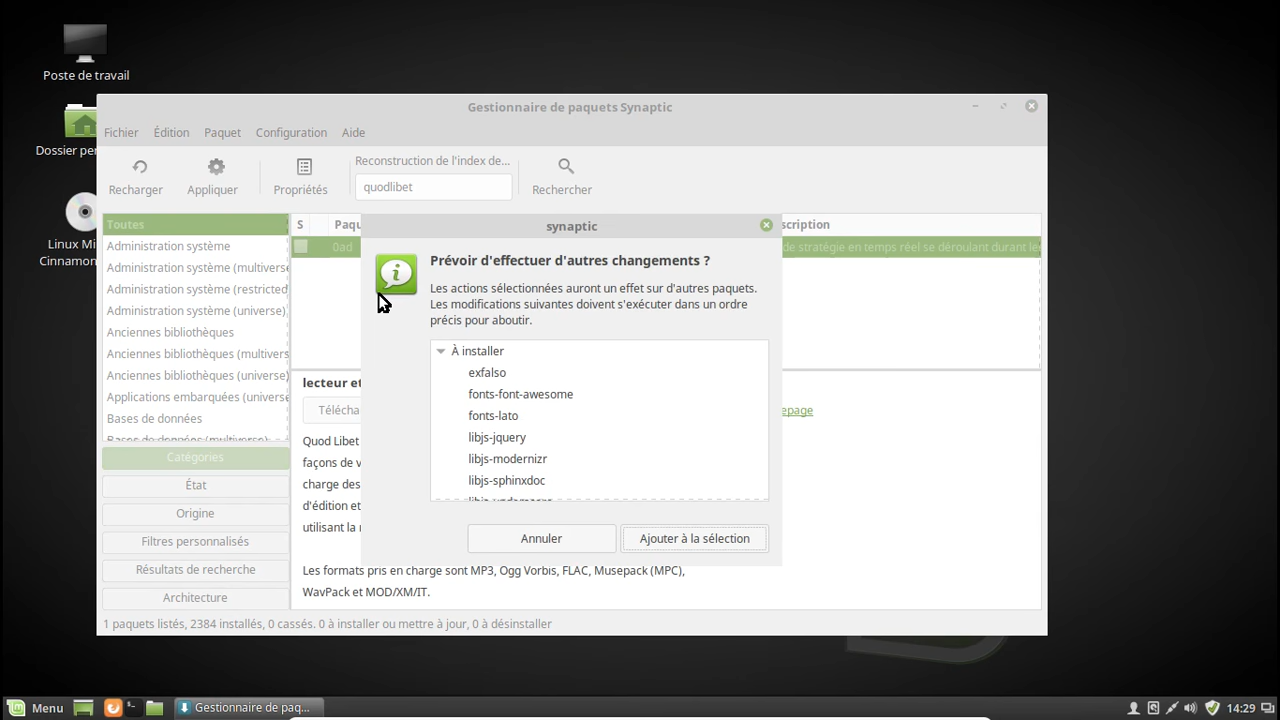 Poste de travail
Gestionnaire de paquets Synaptic
Fichier Édition Paquet Configuration Aide
Dossier per
Reconstruction de l'index de...
Recharger Appliquer Propriétés quodlibet Rechercher
Linux Mi
Cinnamon
Toutes
Administration système
Administration système (multiverse
Administration système (restricted
Administration système (universe)
Anciennes bibliothèques
Anciennes bibliothèques (multivers
Anciennes bibliothèques (universe)
Applications embarquées (universe
Bases de données
Bases de données (multiverse)
Catégories
État
Origine
Filtres personnalisés
Résultats de recherche
Architecture
S Paqu scription
0ad de stratégie en temps réel se déroulant durant
lecteur et
Télécha epage
Quod Libet
façons de v
charge des
d'édition et
utilisant la
Les formats pris en charge sont MP3, Ogg Vorbis, FLAC, Musepack (MPC),
WavPack et MOD/XM/IT.
synaptic
Prévoir d'effectuer d'autres changements ?
Les actions sélectionnées auront un effet sur d'autres paquets.
Les modifications suivantes doivent s'exécuter dans un ordre
précis pour aboutir.
À installer
exfalso
fonts-font-awesome
fonts-lato
libjs-jquery
libjs-modernizr
libjs-sphinxdoc
Annuler Ajouter à la sélection
1 paquets listés, 2384 installés, 0 cassés. 0 à installer ou mettre à jour, 0 à désinstaller
Menu Gestionnaire de paq... 14:29